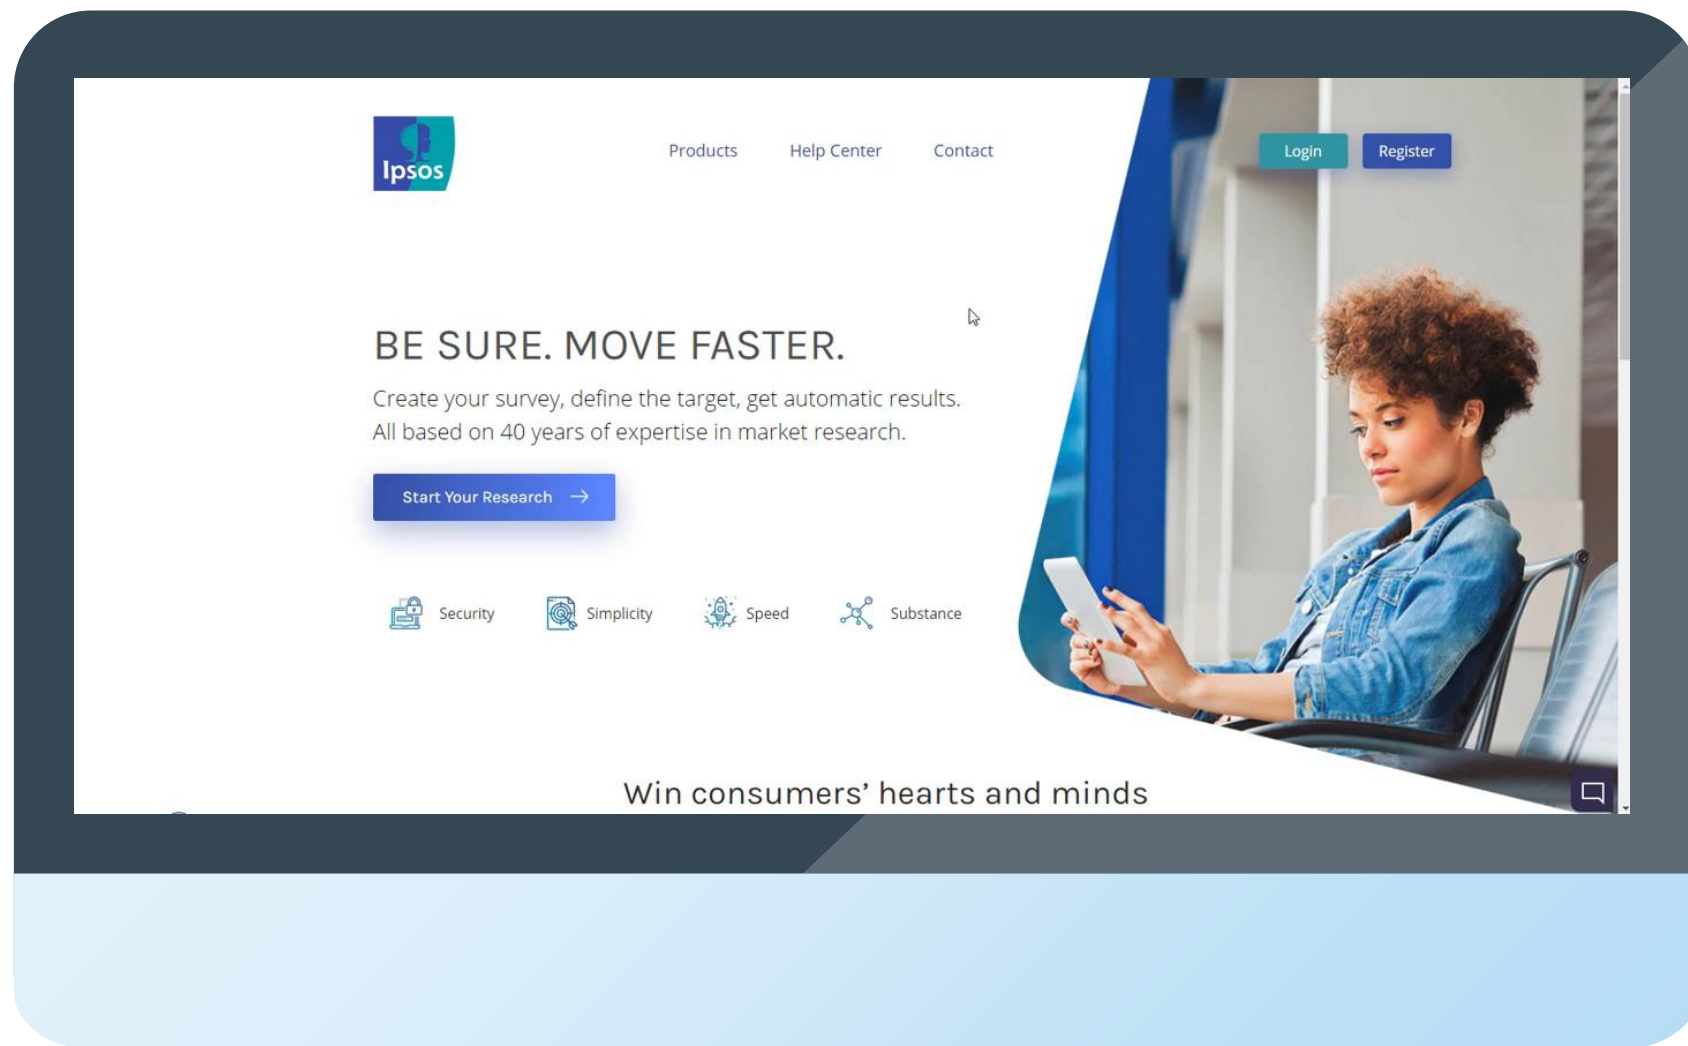 Ipsos
Products
Help Center
Contact
Login
Register
BE SURE. MOVE FASTER.
Create your survey, define the target, get automatic results.
All based on 40 years of expertise in market research.
Start Your Research
Security
Simplicity
Speed
Substance
Win consumers’ hearts and minds